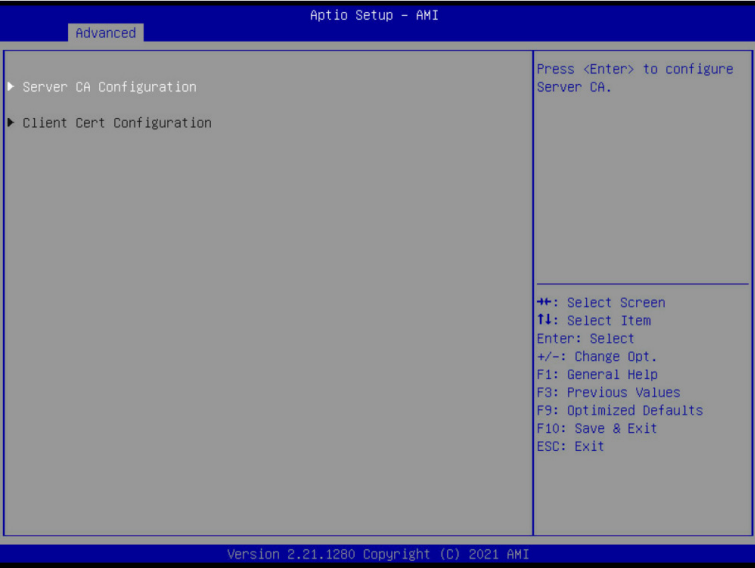 Aptio Setup – AMI
Advanced
▶ Server CA Configuration
▶ Client Cert Configuration
Press <Enter> to configure
Server CA.
→←: Select Screen
↑↓: Select Item
Enter: Select
+/-: Change Opt.
F1: General Help
F3: Previous Values
F9: Optimized Defaults
F10: Save & Exit
ESC: Exit
Version 2.21.1280 Copyright (C) 2021 AMI